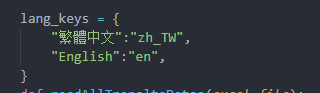 lang_keys = {
"繁體中文":"zh_TW",
"English":"en",
}